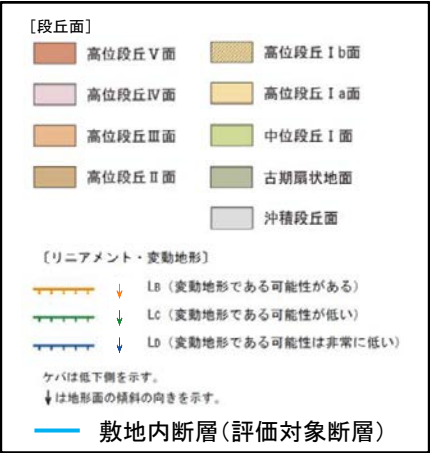 [段丘面]
高位段丘Ⅴ面
高位段丘Ⅳ面
高位段丘Ⅲ面
高位段丘Ⅱ面
高位段丘Ⅰb面
高位段丘Ⅰa面
中位段丘Ⅰ面
古期扇状地面
沖積段丘面
〔リニアメント・変動地形〕
LB（変動地形である可能性がある）
LC（変動地形である可能性が低い）
LD（変動地形である可能性は非常に低い）
ケバは低下側を示す。
↓は地形面の傾斜の向きを示す。
敷地内断層(評価対象断層)